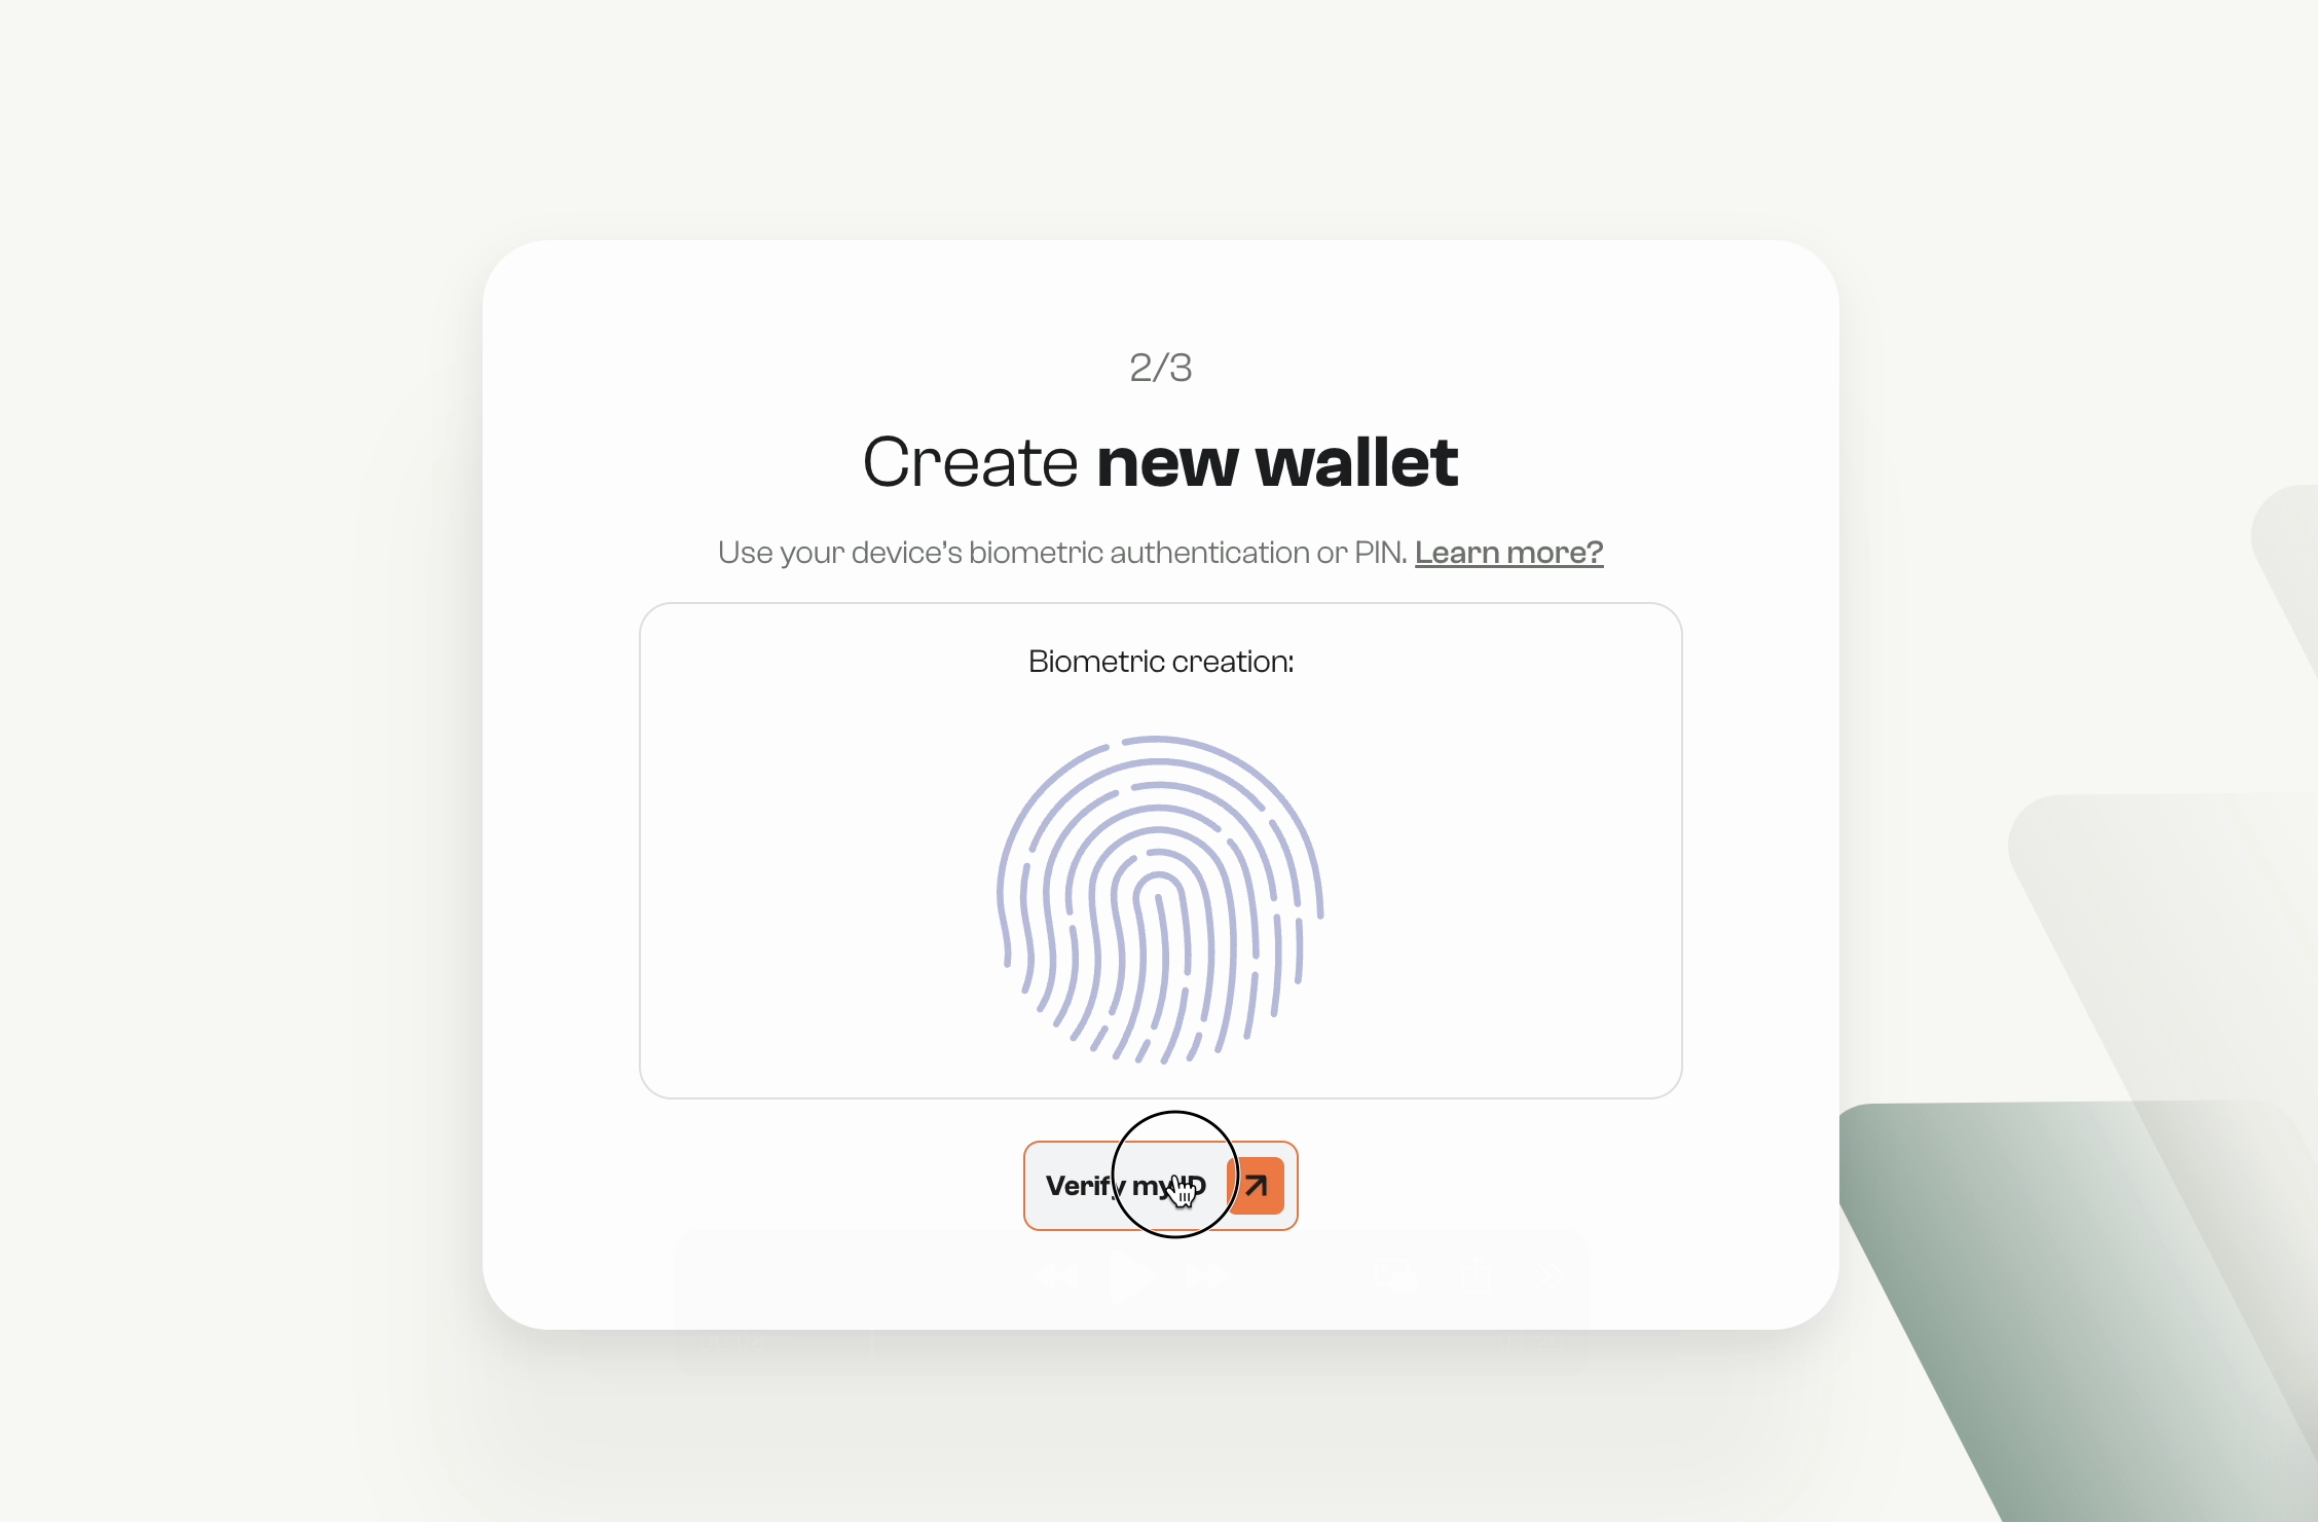 2/3
Create new wallet
Use your device's biometric authentication or PIN. Learn more?
Biometric creation:
Verify my ID